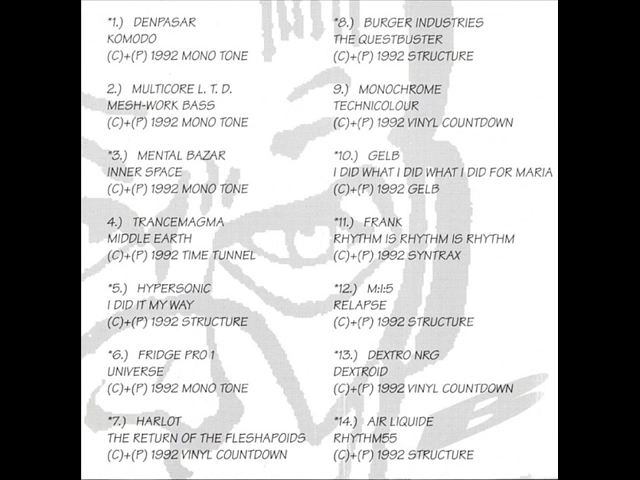 *1.) DENPASAR
KOMODO
(C)+(P) 1992 MONO TONE
2.) MULTICORE L. T. D.
MESH-WORK BASS
(C)+(P) 1992 MONO TONE
*3.) MENTAL BAZAR
INNER SPACE
(C)+(P) 1992 MONO TONE
4.) TRANCEMAGMA
MIDDLE EARTH
(C)+(P) 1992 TIME TUNNEL
*5.) HYPERSONIC
I DID IT MY WAY
(C)+(P) 1992 STRUCTURE
*6.) FRIDGE PRO 1
UNIVERSE
(C)+(P) 1992 MONO TONE
*7.) HARLOT
THE RETURN OF THE FLESHAPOIDS
(C)+(P) 1992 VINYL COUNTDOWN
*8.) BURGER INDUSTRIES
THE QUESTBUSTER
(C)+(P) 1992 STRUCTURE
9.) MONOCHROME
TECHNICOLOUR
(C)+(P) 1992 VINYL COUNTDOWN
*10.) GELB
I DID WHAT I DID WHAT I DID FOR MARIA
(C)+(P) 1992 GELB
*11.) FRANK
RHYTHM IS RHYTHM IS RHYTHM
(C)+(P) 1992 SYNTRAX
*12.) M:I:5
RELAPSE
(C)+(P) 1992 STRUCTURE
*13.) DEXTRO NRG
DEXTROID
(C)+(P) 1992 VINYL COUNTDOWN
*14.) AIR LIQUIDE
RHYTHM55
(C)+(P) 1992 STRUCTURE